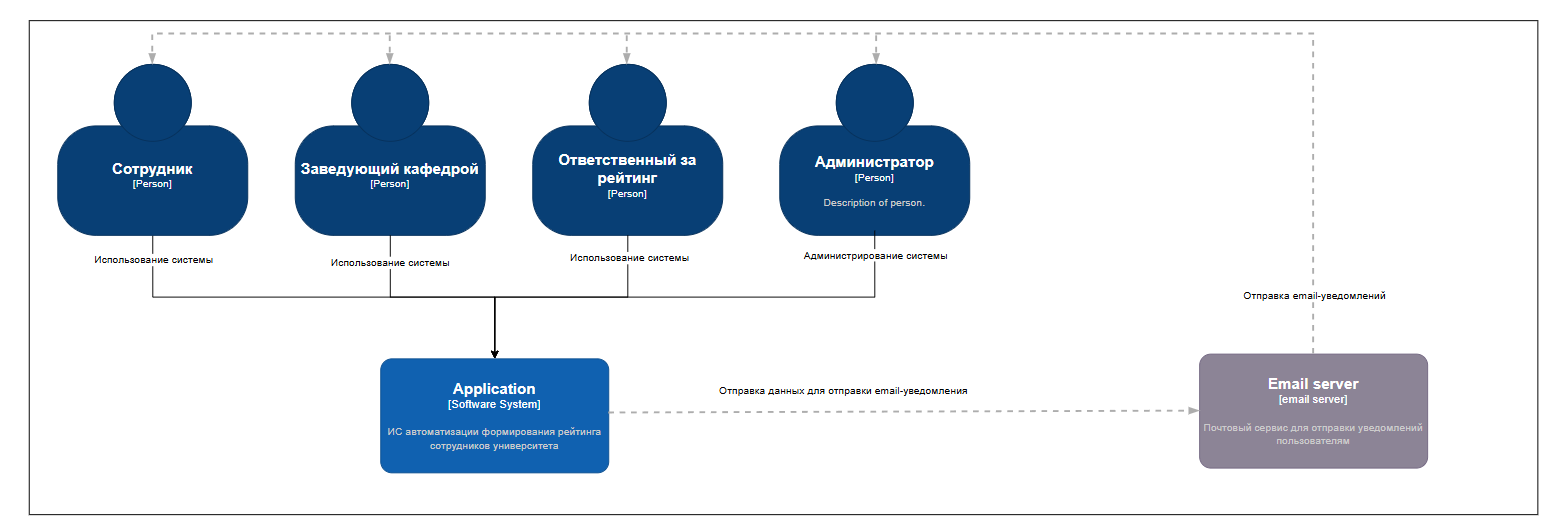 Сотрудник
[Person]
Заведующий кафедрой
[Person]
Ответственный за
рейтинг
[Person]
Администратор
[Person]
Description of person.
Использование системы
Использование системы
Использование системы
Администрирование системы
Отправка email-уведомлений
Application
[Software System]
ИС автоматизации формирования рейтинга
сотрудников университета
Отправка данных для отправки email-уведомления
Email server
[email server]
Почтовый сервис для отправки уведомлений
пользователям